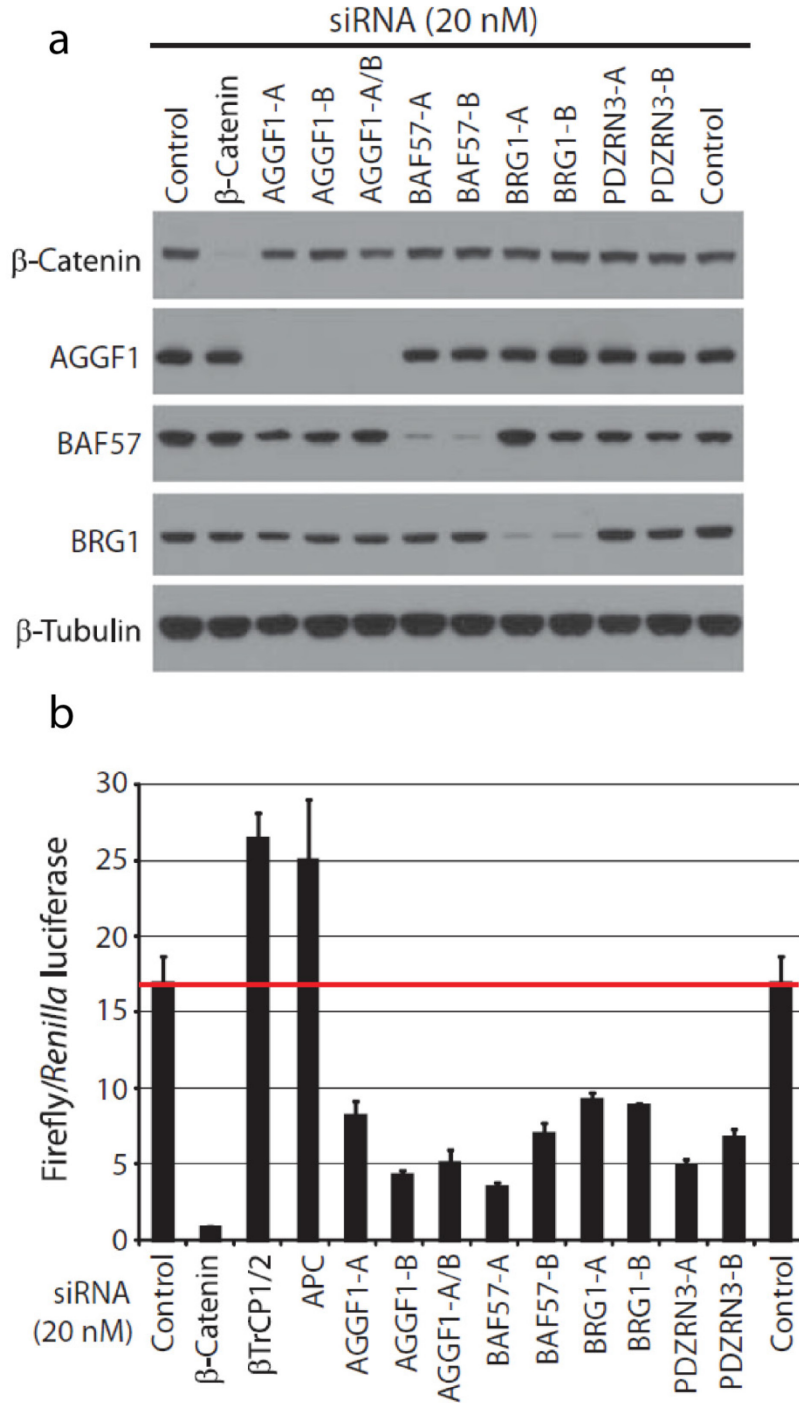 a
siRNA (20 nM)
Control
β-Catenin
AGGF1-A
AGGF1-B
AGGF1-A/B
BAF57-A
BAF57-B
BRG1-A
BRG1-B
PDZRN3-A
PDZRN3-B
Control
β-Catenin
AGGF1
BAF57
BRG1
β-Tubulin
b
Firefly/Renilla luciferase
30
25
20
15
10
5
0
siRNA
(20 nM)
Control
β-Catenin
βTrCP1/2
APC
AGGF1-A
AGGF1-B
AGGF1-A/B
BAF57-A
BAF57-B
BRG1-A
BRG1-B
PDZRN3-A
PDZRN3-B
Control